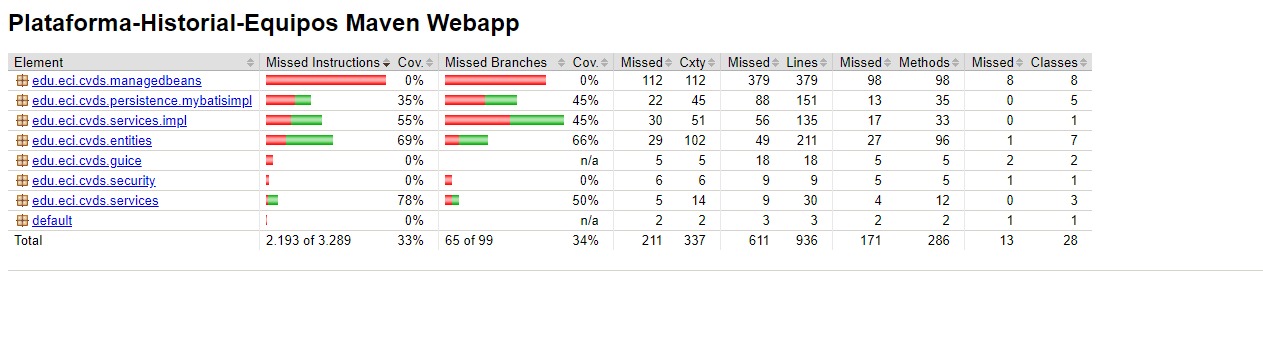 Plataforma-Historial-Equipos Maven Webapp
Element Missed Instructions Cov. Missed Branches Cov. Missed Cxty Missed Lines Missed Methods Missed Classes
edu.eci.cvds.managedbeans 0% 0% 112 112 379 379 98 98 8 8
edu.eci.cvds.persistence.mybatisimpl 35% 45% 22 45 88 151 13 35 0 5
edu.eci.cvds.services.impl 55% 45% 30 51 56 135 17 33 0 1
edu.eci.cvds.entities 69% 66% 29 102 49 211 27 96 1 7
edu.eci.cvds.guice 0% n/a 5 5 18 18 5 5 2 2
edu.eci.cvds.security 0% 0% 6 6 9 9 5 5 1 1
edu.eci.cvds.services 78% 50% 5 14 9 30 4 12 0 3
default 0% n/a 2 2 3 3 2 2 1 1
Total 2.193 of 3.289 33% 65 of 99 34% 211 337 611 936 171 286 13 28